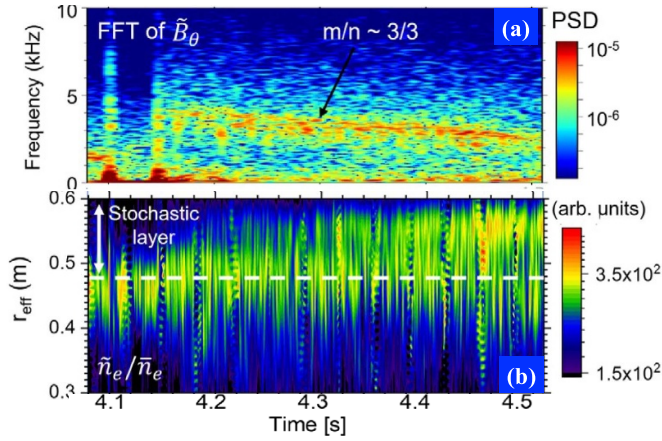 FFT of B̃θ
m/n ~ 3/3
(a)
PSD
Frequency (kHz)
10
5
0
10⁻⁵
10⁻⁶
0.6
0.5
0.4
0.3
r_eff (m)
Stochastic
layer
ñₑ/n̄ₑ
(b)
(arb. units)
3.5x10²
1.5x10²
4.1 4.2 4.3 4.4 4.5
Time [s]